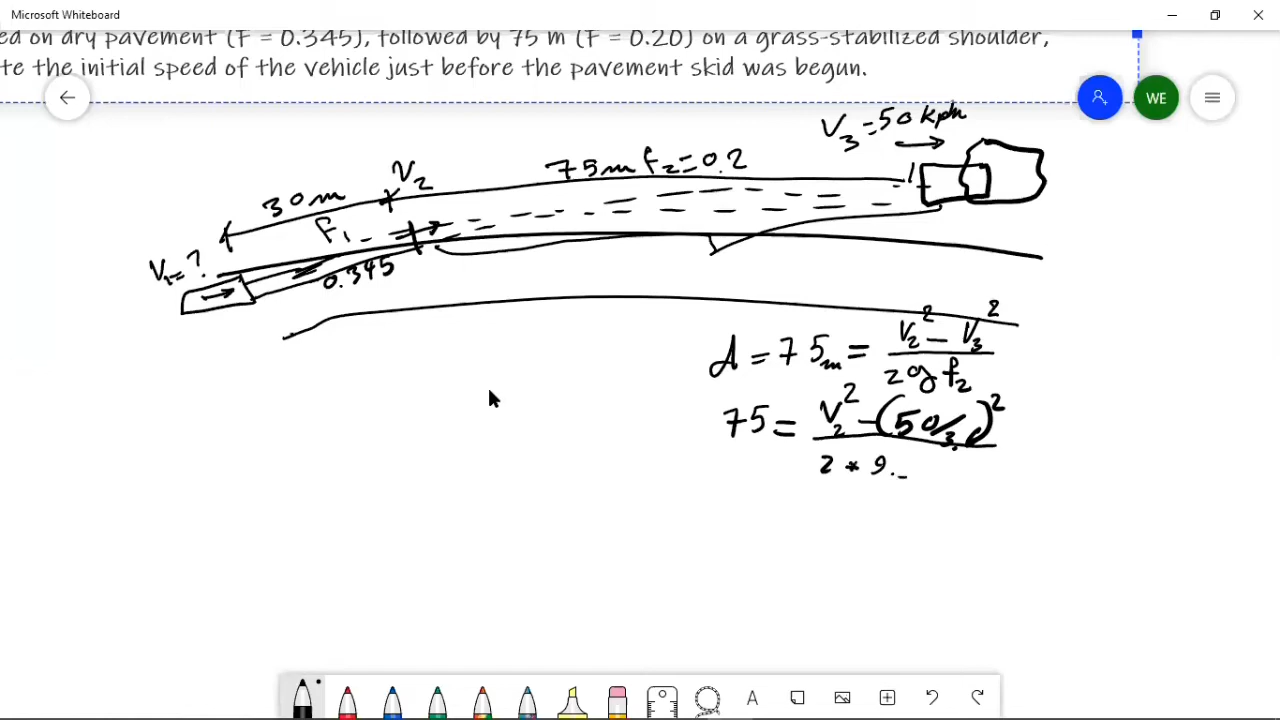 Microsoft Whiteboard
ed on dry pavement (F = 0.345), followed by 75 m (F = 0.20) on a grass-stabilized shoulder,
te the initial speed of the vehicle just before the pavement skid was begun.
WE
V3 = 50 kph
30 m V2 75 m f2 = 0.2
f1
V1 = ?
0.345
d = 75 m = V2² - V3² / 2 g f2
75 = V2² - (50/3.6)² / 2 * 9.
A